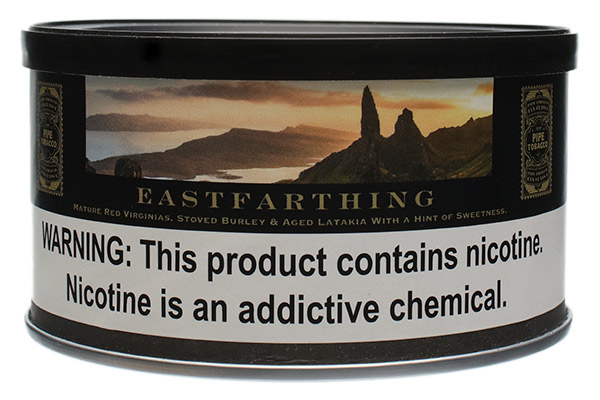 EASTFARTHING
MATURE RED VIRGINIAS, STOVED BURLEY & AGED LATAKIA WITH A HINT OF SWEETNESS.
PIPE
TOBACCO
PIPE
TOBACCO
WARNING: This product contains nicotine.
Nicotine is an addictive chemical.